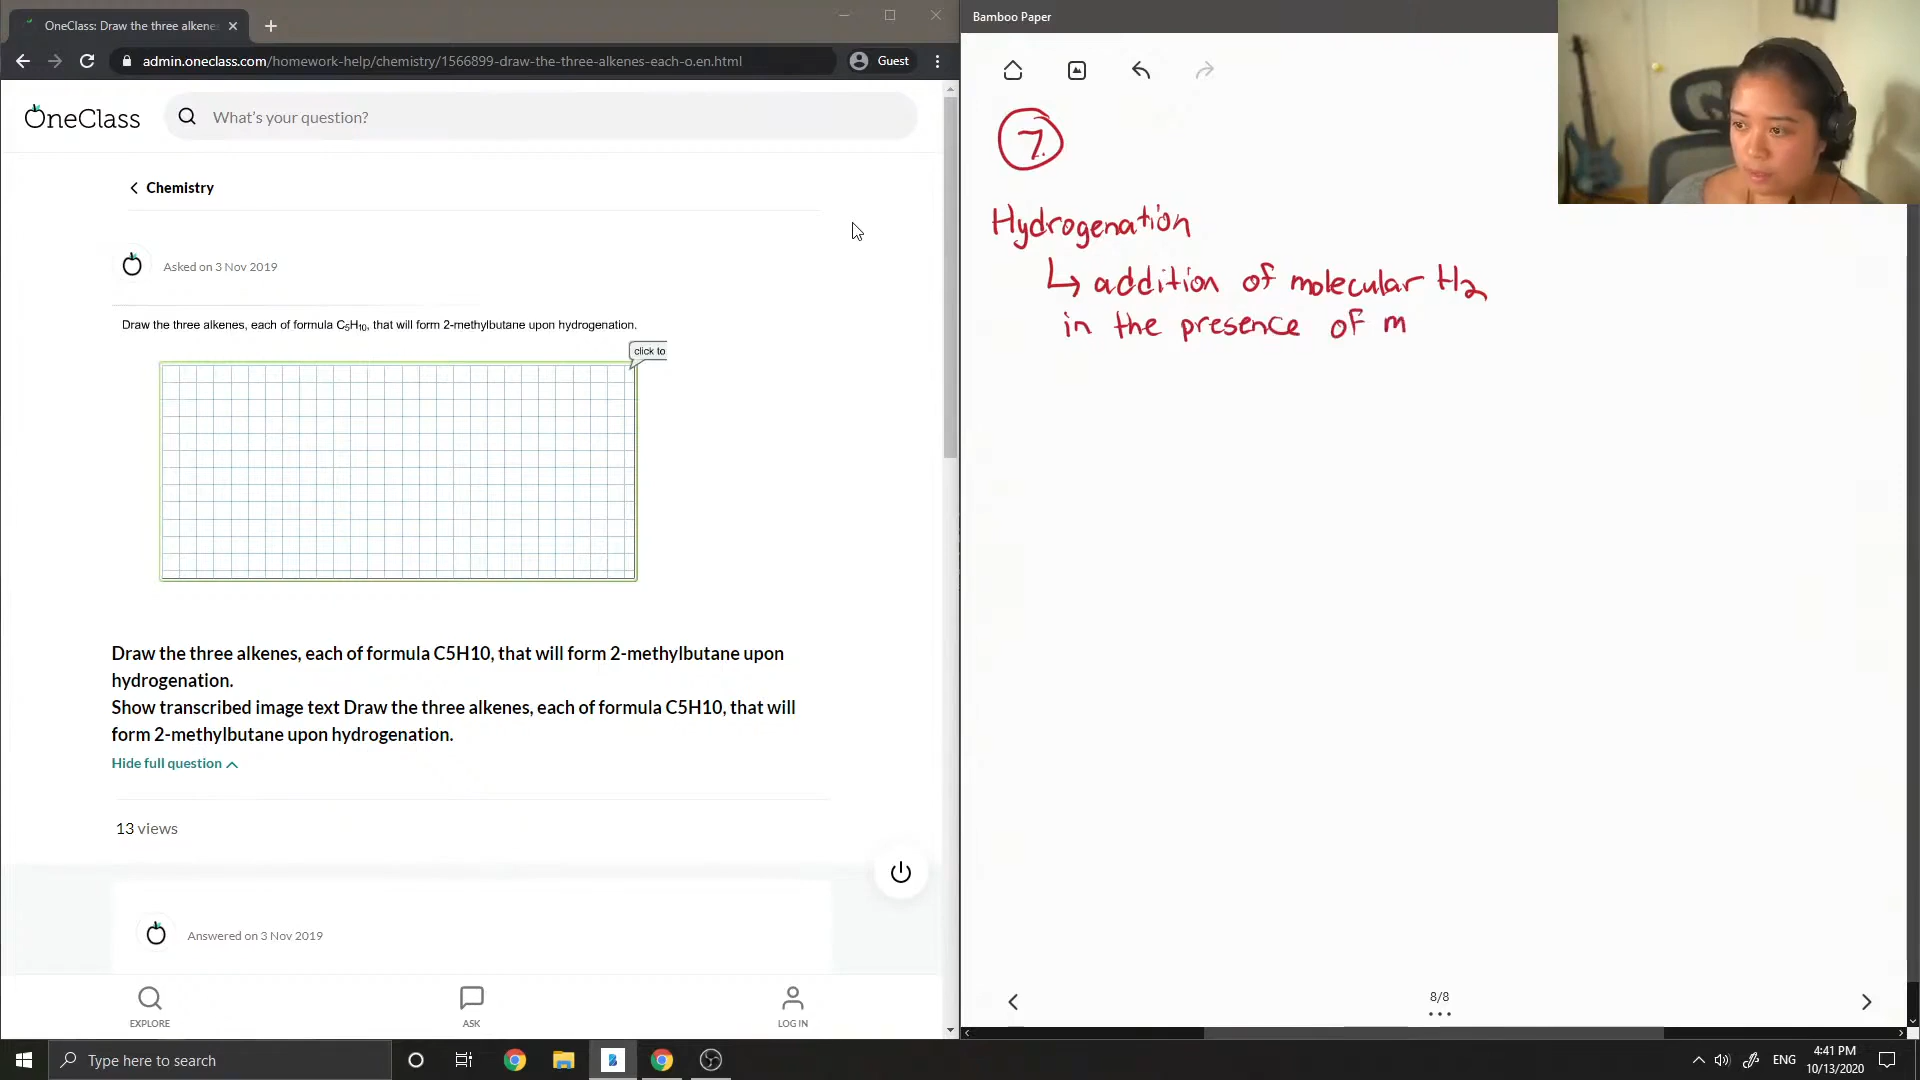 OneClass: Draw the three alkene
Bamboo Paper
admin.oneclass.com/homework-help/chemistry/1566899-draw-the-three-alkenes-each-o.en.html
Guest
OneClass
What's your question?
Chemistry
Asked on 3 Nov 2019
Draw the three alkenes, each of formula C₅H₁₀, that will form 2-methylbutane upon hydrogenation.
click to
Draw the three alkenes, each of formula C5H10, that will form 2-methylbutane upon
hydrogenation.
Show transcribed image text Draw the three alkenes, each of formula C5H10, that will
form 2-methylbutane upon hydrogenation.
Hide full question
13 views
Answered on 3 Nov 2019
EXPLORE
ASK
LOG IN
7.
Hydrogenation
↳ addition of molecular H₂
in the presence of m
8/8
Type here to search
ENG
4:41 PM
10/13/2020